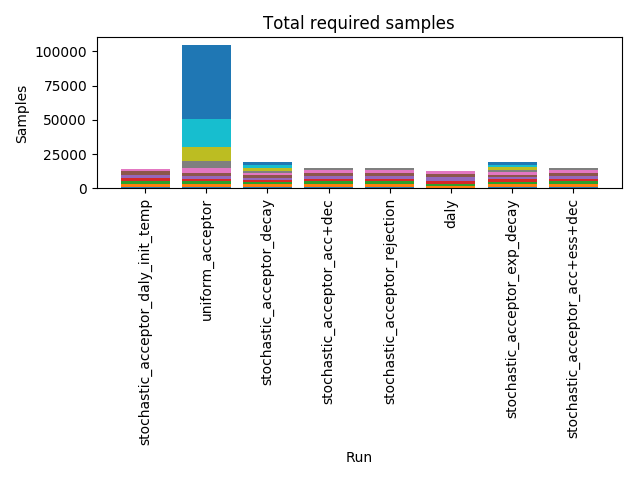 Total required samples
Samples
100000
75000
50000
25000
0
stochastic_acceptor_daly_init_temp
uniform_acceptor
stochastic_acceptor_decay
stochastic_acceptor_acc+dec
stochastic_acceptor_rejection
daly
stochastic_acceptor_exp_decay
stochastic_acceptor_acc+ess+dec
Run